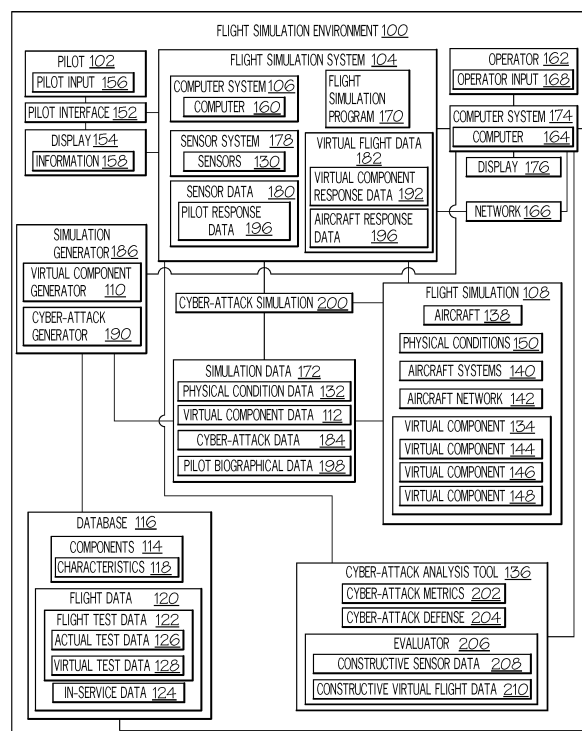 FLIGHT SIMULATION ENVIRONMENT 100
PILOT 102
PILOT INPUT 156
PILOT INTERFACE 152
DISPLAY 154
INFORMATION 158
FLIGHT SIMULATION SYSTEM 104
COMPUTER SYSTEM 106
COMPUTER 160
FLIGHT
SIMULATION
PROGRAM 170
SENSOR SYSTEM 178
SENSORS 130
SENSOR DATA 180
PILOT RESPONSE
DATA 196
VIRTUAL FLIGHT DATA
182
VIRTUAL COMPONENT
RESPONSE DATA 192
AIRCRAFT RESPONSE
DATA 196
OPERATOR 162
OPERATOR INPUT 168
COMPUTER SYSTEM 174
COMPUTER 164
DISPLAY 176
NETWORK 166
SIMULATION
GENERATOR 186
VIRTUAL COMPONENT
GENERATOR 110
CYBER-ATTACK
GENERATOR 190
CYBER-ATTACK SIMULATION 200
SIMULATION DATA 172
PHYSICAL CONDITION DATA 132
VIRTUAL COMPONENT DATA 112
CYBER-ATTACK DATA 184
PILOT BIOGRAPHICAL DATA 198
FLIGHT SIMULATION 108
AIRCRAFT 138
PHYSICAL CONDITIONS 150
AIRCRAFT SYSTEMS 140
AIRCRAFT NETWORK 142
VIRTUAL COMPONENT 134
VIRTUAL COMPONENT 144
VIRTUAL COMPONENT 146
VIRTUAL COMPONENT 148
DATABASE 116
COMPONENTS 114
CHARACTERISTICS 118
FLIGHT DATA 120
FLIGHT TEST DATA 122
ACTUAL TEST DATA 126
VIRTUAL TEST DATA 128
IN-SERVICE DATA 124
CYBER-ATTACK ANALYSIS TOOL 136
CYBER-ATTACK METRICS 202
CYBER-ATTACK DEFENSE 204
EVALUATOR 206
CONSTRUCTIVE SENSOR DATA 208
CONSTRUCTIVE VIRTUAL FLIGHT DATA 210